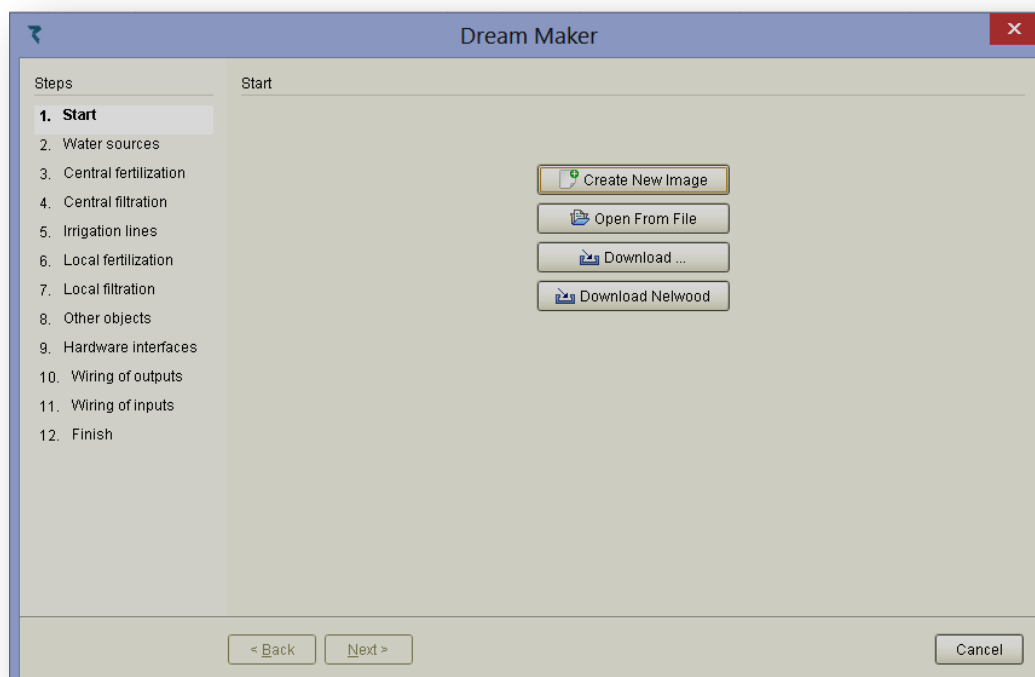 Dream Maker
Steps
1. Start
2. Water sources
3. Central fertilization
4. Central filtration
5. Irrigation lines
6. Local fertilization
7. Local filtration
8. Other objects
9. Hardware interfaces
10. Wiring of outputs
11. Wiring of inputs
12. Finish
Start
Create New Image
Open From File
Download ...
Download Nelwood
< Back
Next >
Cancel